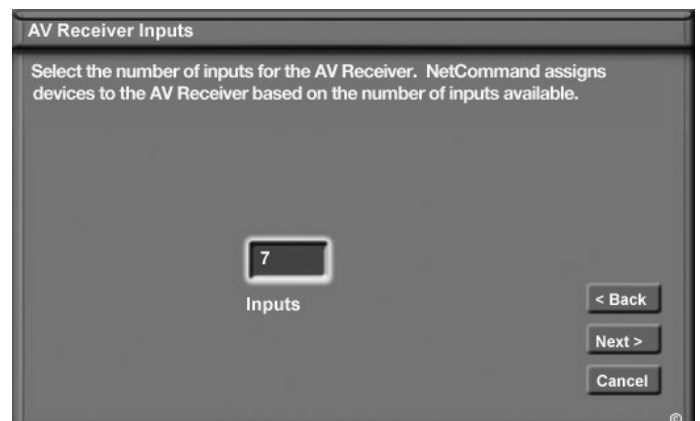 AV Receiver Inputs
Select the number of inputs for the AV Receiver. NetCommand assigns
devices to the AV Receiver based on the number of inputs available.
7
Inputs
< Back
Next >
Cancel
©